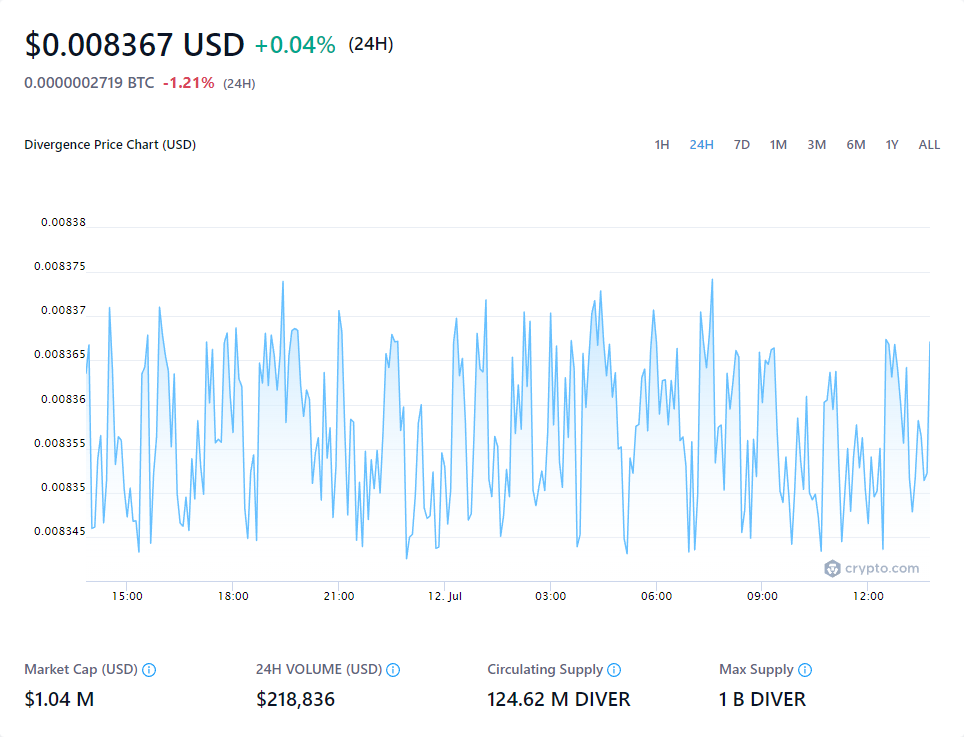 $0.008367 USD +0.04% (24H)
0.0000002719 BTC -1.21% (24H)
Divergence Price Chart (USD) 1H 24H 7D 1M 3M 6M 1Y ALL
0.00838
0.008375
0.00837
0.008365
0.00836
0.008355
0.00835
0.008345
crypto.com
15:00 18:00 21:00 12. Jul 03:00 06:00 09:00 12:00
Market Cap (USD) 24H VOLUME (USD) Circulating Supply Max Supply
$1.04 M $218,836 124.62 M DIVER 1 B DIVER